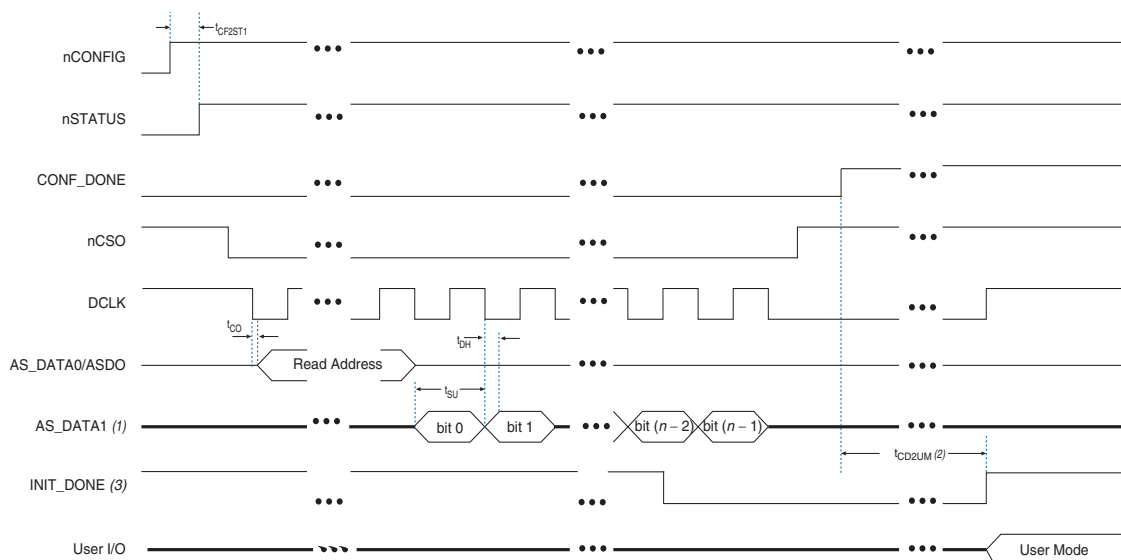 tCF2ST1
nCONFIG
nSTATUS
CONF_DONE
nCSO
DCLK
tCO
tDH
AS_DATA0/ASDO
Read Address
tSU
AS_DATA1 (1)
bit 0
bit 1
bit (n − 2)
bit (n − 1)
tCD2UM (2)
INIT_DONE (3)
User I/O
User Mode